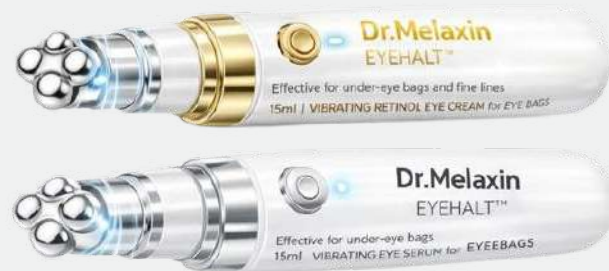 Dr.Melaxin
EYEHALT™
Effective for under-eye bags and fine lines
15ml | VIBRATING RETINOL EYE CREAM for EYE BAGS
Dr.Melaxin
EYEHALT™
Effective for under-eye bags
15ml VIBRATING EYE SERUM for EYEEBAGS